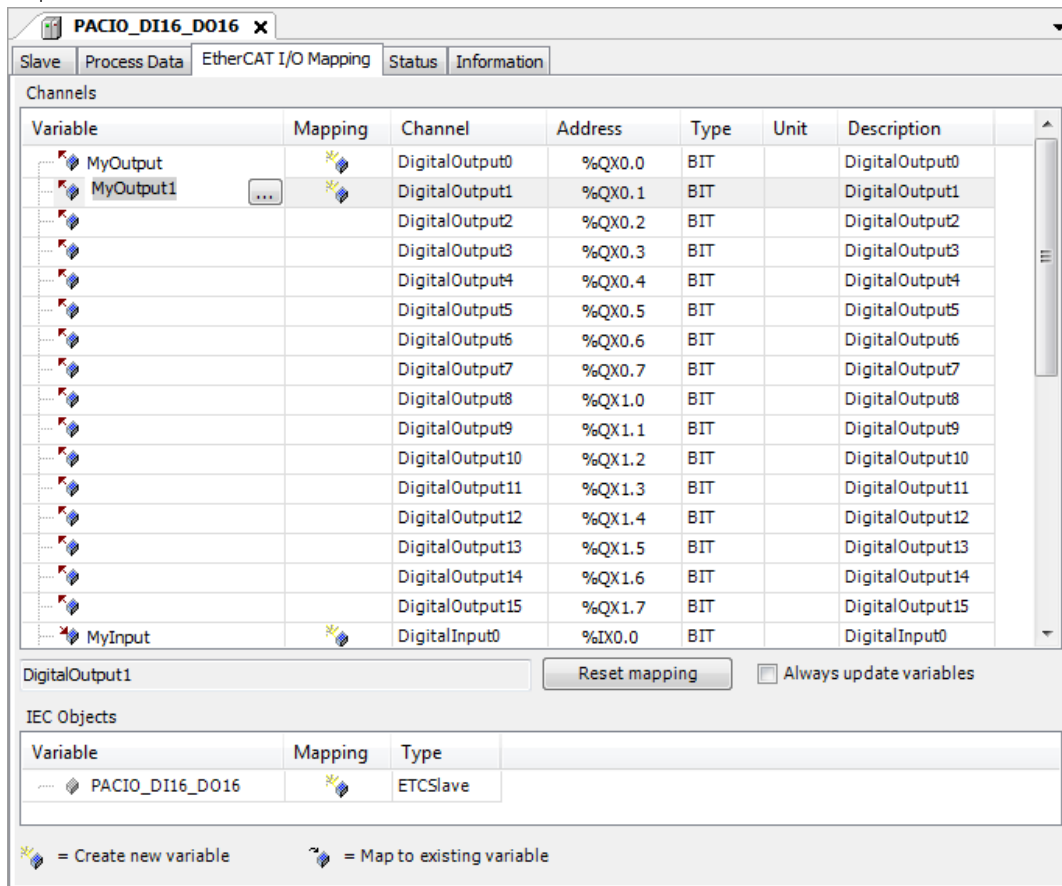 PACIO_DI16_DO16 X
Slave Process Data EtherCAT I/O Mapping Status Information
Channels
Variable Mapping Channel Address Type Unit Description
MyOutput DigitalOutput0 %QX0.0 BIT DigitalOutput0
MyOutput1 ... DigitalOutput1 %QX0.1 BIT DigitalOutput1
DigitalOutput2 %QX0.2 BIT DigitalOutput2
DigitalOutput3 %QX0.3 BIT DigitalOutput3
DigitalOutput4 %QX0.4 BIT DigitalOutput4
DigitalOutput5 %QX0.5 BIT DigitalOutput5
DigitalOutput6 %QX0.6 BIT DigitalOutput6
DigitalOutput7 %QX0.7 BIT DigitalOutput7
DigitalOutput8 %QX1.0 BIT DigitalOutput8
DigitalOutput9 %QX1.1 BIT DigitalOutput9
DigitalOutput10 %QX1.2 BIT DigitalOutput10
DigitalOutput11 %QX1.3 BIT DigitalOutput11
DigitalOutput12 %QX1.4 BIT DigitalOutput12
DigitalOutput13 %QX1.5 BIT DigitalOutput13
DigitalOutput14 %QX1.6 BIT DigitalOutput14
DigitalOutput15 %QX1.7 BIT DigitalOutput15
MyInput DigitalInput0 %IX0.0 BIT DigitalInput0
DigitalOutput1 Reset mapping Always update variables
IEC Objects
Variable Mapping Type
PACIO_DI16_DO16 ETCSlave
= Create new variable = Map to existing variable